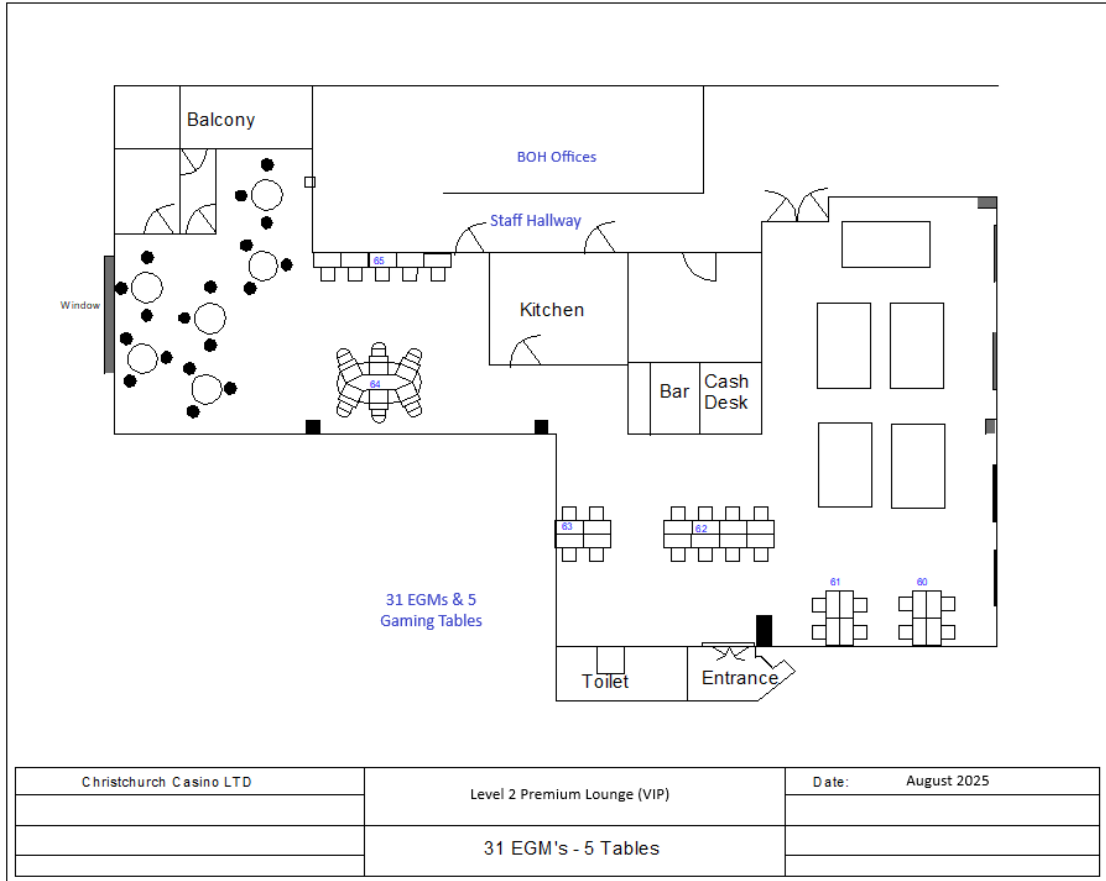 Balcony
BOH Offices
Staff Hallway
65
Window
Kitchen
64
Bar
Cash
Desk
63
62
61
60
31 EGMs & 5
Gaming Tables
Toilet
Entrance
Christchurch Casino LTD
Level 2 Premium Lounge (VIP)
Date: August 2025
31 EGM's - 5 Tables